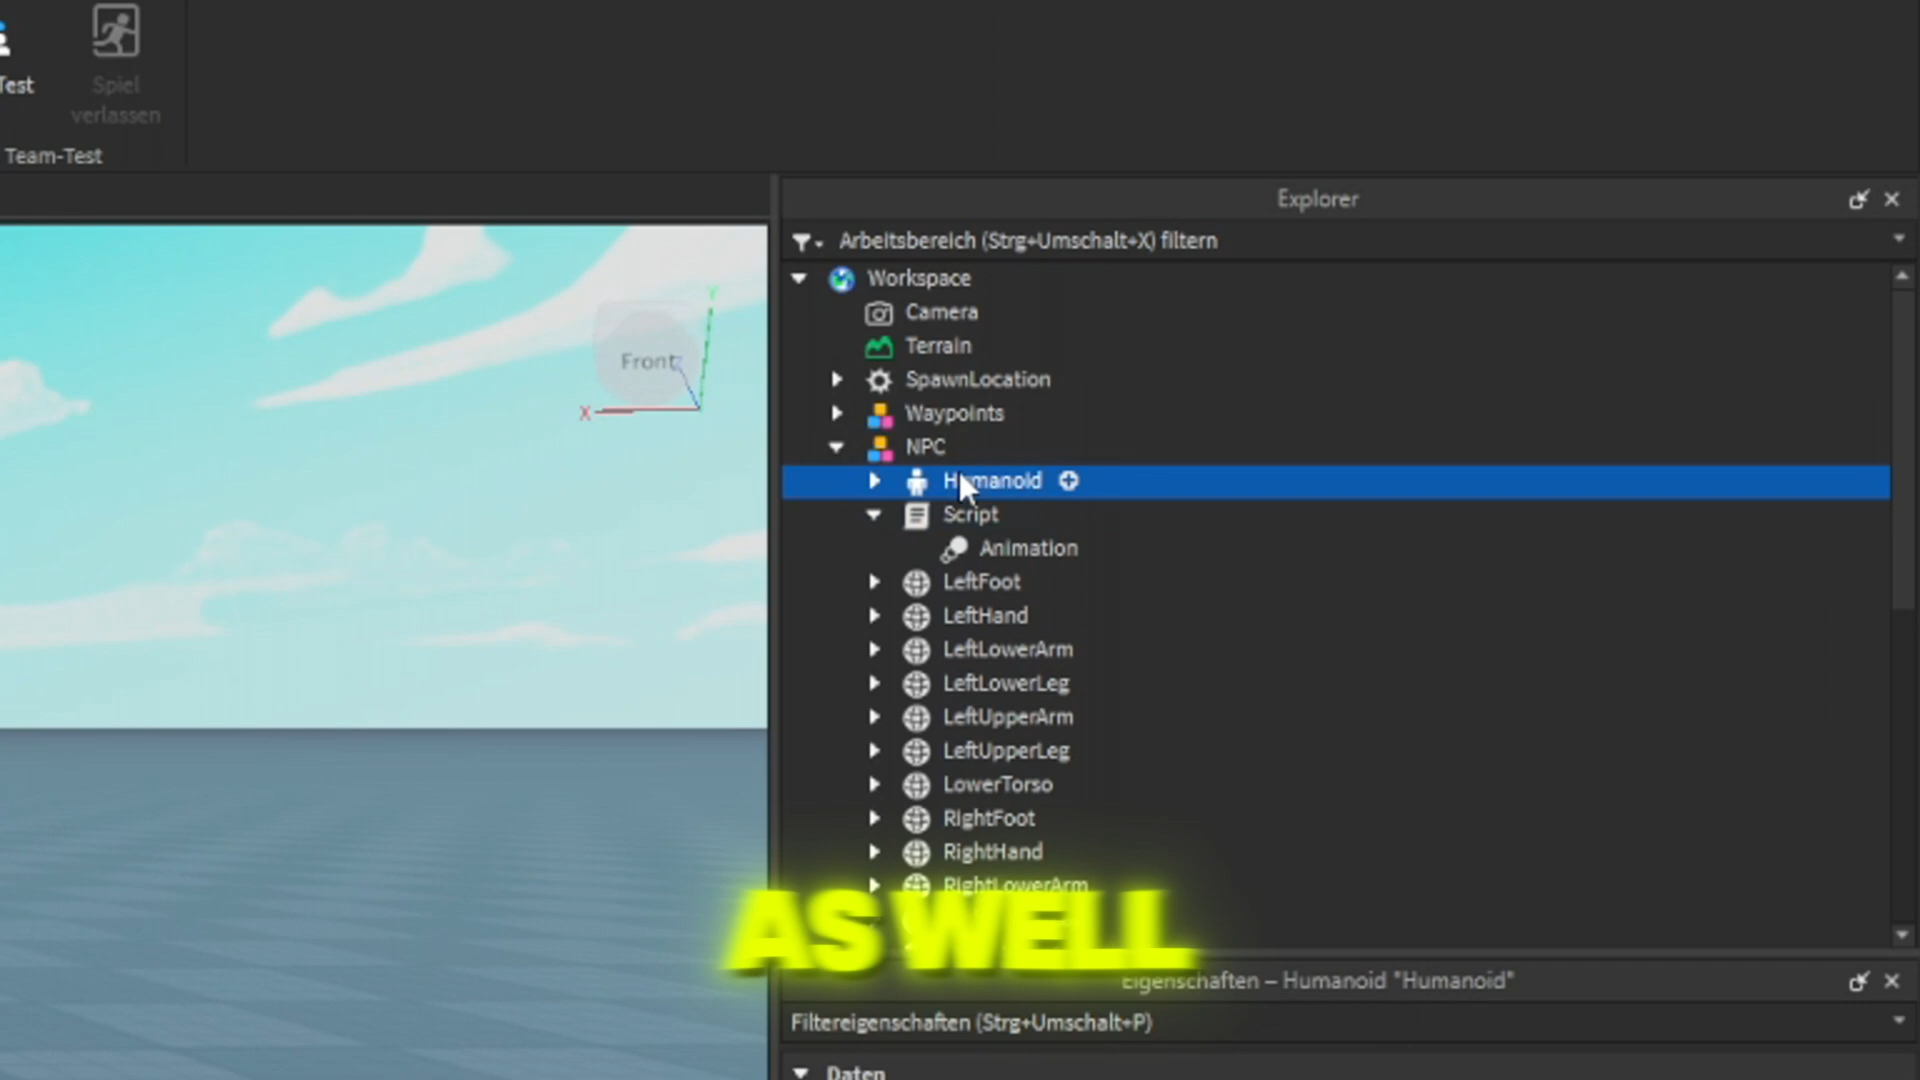 Test
Spiel
verlassen
Team-Test
Explorer
Arbeitsbereich (Strg+Umschalt+X) filtern
Workspace
Camera
Terrain
SpawnLocation
Waypoints
NPC
Humanoid
Script
Animation
LeftFoot
LeftHand
LeftLowerArm
LeftLowerLeg
LeftUpperArm
LeftUpperLeg
LowerTorso
RightFoot
RightHand
RightLowerArm
AS WELL
Eigenschaften – Humanoid "Humanoid"
Filtereigenschaften (Strg+Umschalt+P)
Daten
Front
X
Y
Z